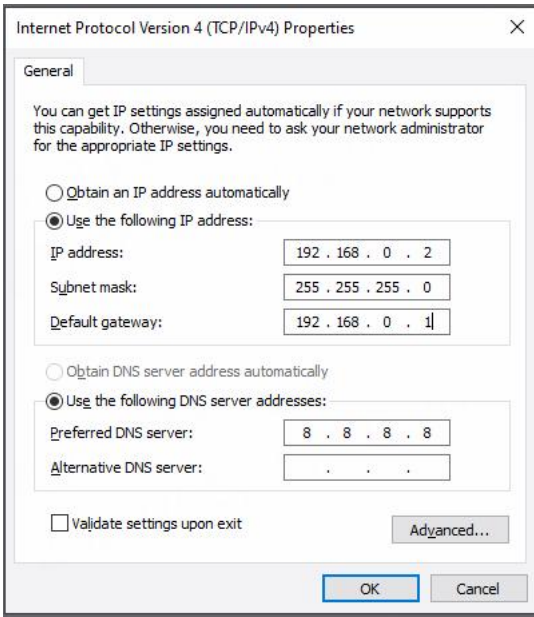 Internet Protocol Version 4 (TCP/IPv4) Properties
General
You can get IP settings assigned automatically if your network supports
this capability. Otherwise, you need to ask your network administrator
for the appropriate IP settings.
Obtain an IP address automatically
Use the following IP address:
IP address: 192 . 168 . 0 . 2
Subnet mask: 255 . 255 . 255 . 0
Default gateway: 192 . 168 . 0 . 1
Obtain DNS server address automatically
Use the following DNS server addresses:
Preferred DNS server: 8 . 8 . 8 . 8
Alternative DNS server: . . .
Validate settings upon exit
Advanced...
OK Cancel